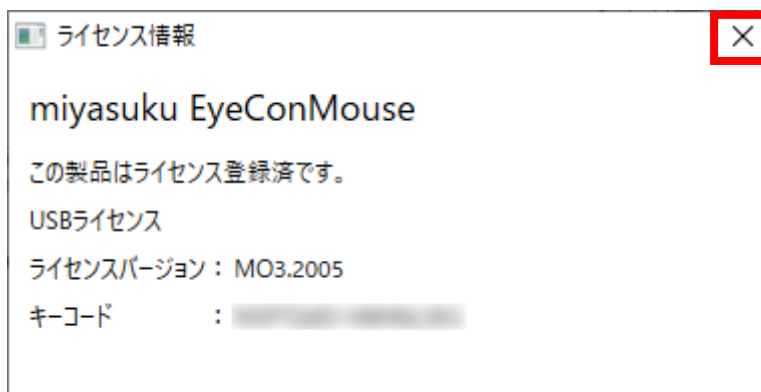 ライセンス情報
miyasuku EyeConMouse
この製品はライセンス登録済です。
USBライセンス
ライセンスバージョン： MO3.2005
キーコード ：